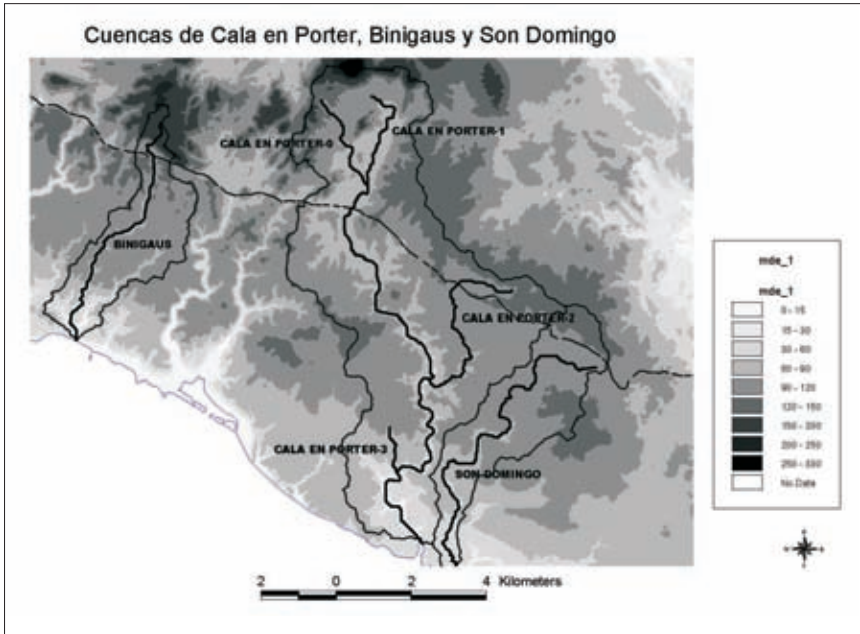 Cuencas de Cala en Porter, Binigaus y Son Domingo
CALA EN PORTER-0
CALA EN PORTER-1
BINIGAUS
CALA EN PORTER-2
CALA EN PORTER-3
SON DOMINGO
mde_1
mde_1
0 - 15
15 - 30
30 - 60
60 - 90
90 - 120
120 - 150
150 - 200
200 - 250
No Data
2 0 2 4 Kilometers